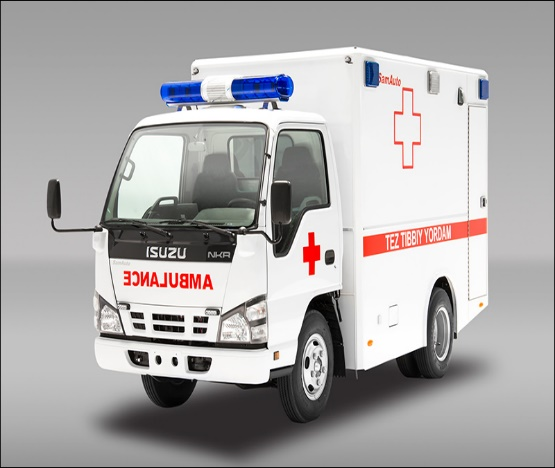 SamAuto
TEZ TIBBIY YORDAM
ISUZU
NKR
AMBULANCE